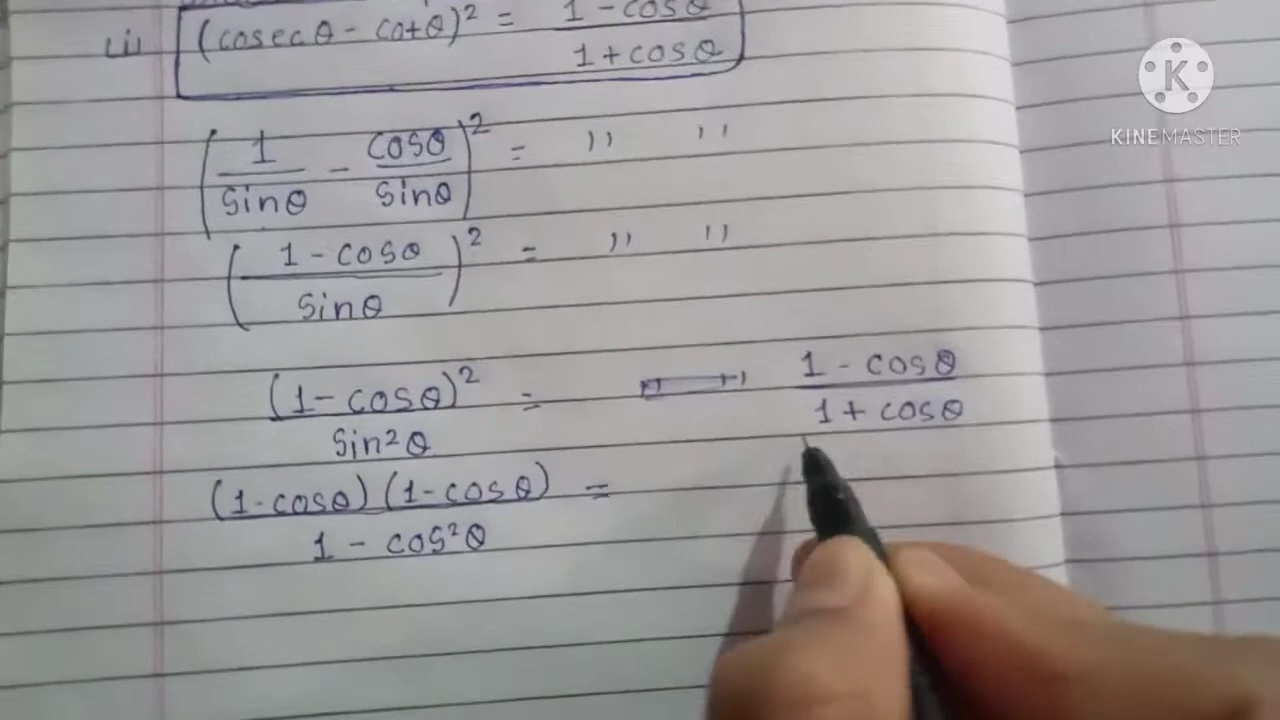 (i) (cosecθ - cotθ)² = 1 - cosθ / 1 + cosθ
(1/sinθ - cosθ/sinθ)² = ,, ,,
(1 - cosθ / sinθ)² = ,, ,,
(1 - cosθ)² / sin²θ = 1 - cosθ / 1 + cosθ
(1 - cosθ) (1 - cosθ) / 1 - cos²θ =
K
KINEMASTER